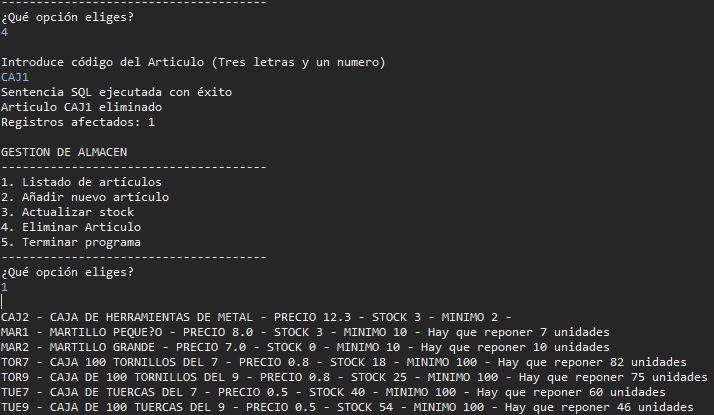 -------------------------------------
¿Qué opción eliges?
4
Introduce código del Articulo (Tres letras y un numero)
CAJ1
Sentencia SQL ejecutada con éxito
Articulo CAJ1 eliminado
Registros afectados: 1
GESTION DE ALMACEN
-------------------------------------
1. Listado de artículos
2. Añadir nuevo artículo
3. Actualizar stock
4. Eliminar Articulo
5. Terminar programa
-------------------------------------
¿Qué opción eliges?
1
CAJ2 - CAJA DE HERRAMIENTAS DE METAL - PRECIO 12.3 - STOCK 3 - MINIMO 2 -
MAR1 - MARTILLO PEQUE?O - PRECIO 8.0 - STOCK 3 - MINIMO 10 - Hay que reponer 7 unidades
MAR2 - MARTILLO GRANDE - PRECIO 7.0 - STOCK 0 - MINIMO 10 - Hay que reponer 10 unidades
TOR7 - CAJA 100 TORNILLOS DEL 7 - PRECIO 0.8 - STOCK 18 - MINIMO 100 - Hay que reponer 82 unidades
TOR9 - CAJA DE 100 TORNILLOS DEL 9 - PRECIO 0.8 - STOCK 25 - MINIMO 100 - Hay que reponer 75 unidades
TUE7 - CAJA DE TUERCAS DEL 7 - PRECIO 0.5 - STOCK 40 - MINIMO 100 - Hay que reponer 60 unidades
TUE9 - CAJA DE 100 TUERCAS DEL 9 - PRECIO 0.5 - STOCK 54 - MINIMO 100 - Hay que reponer 46 unidades